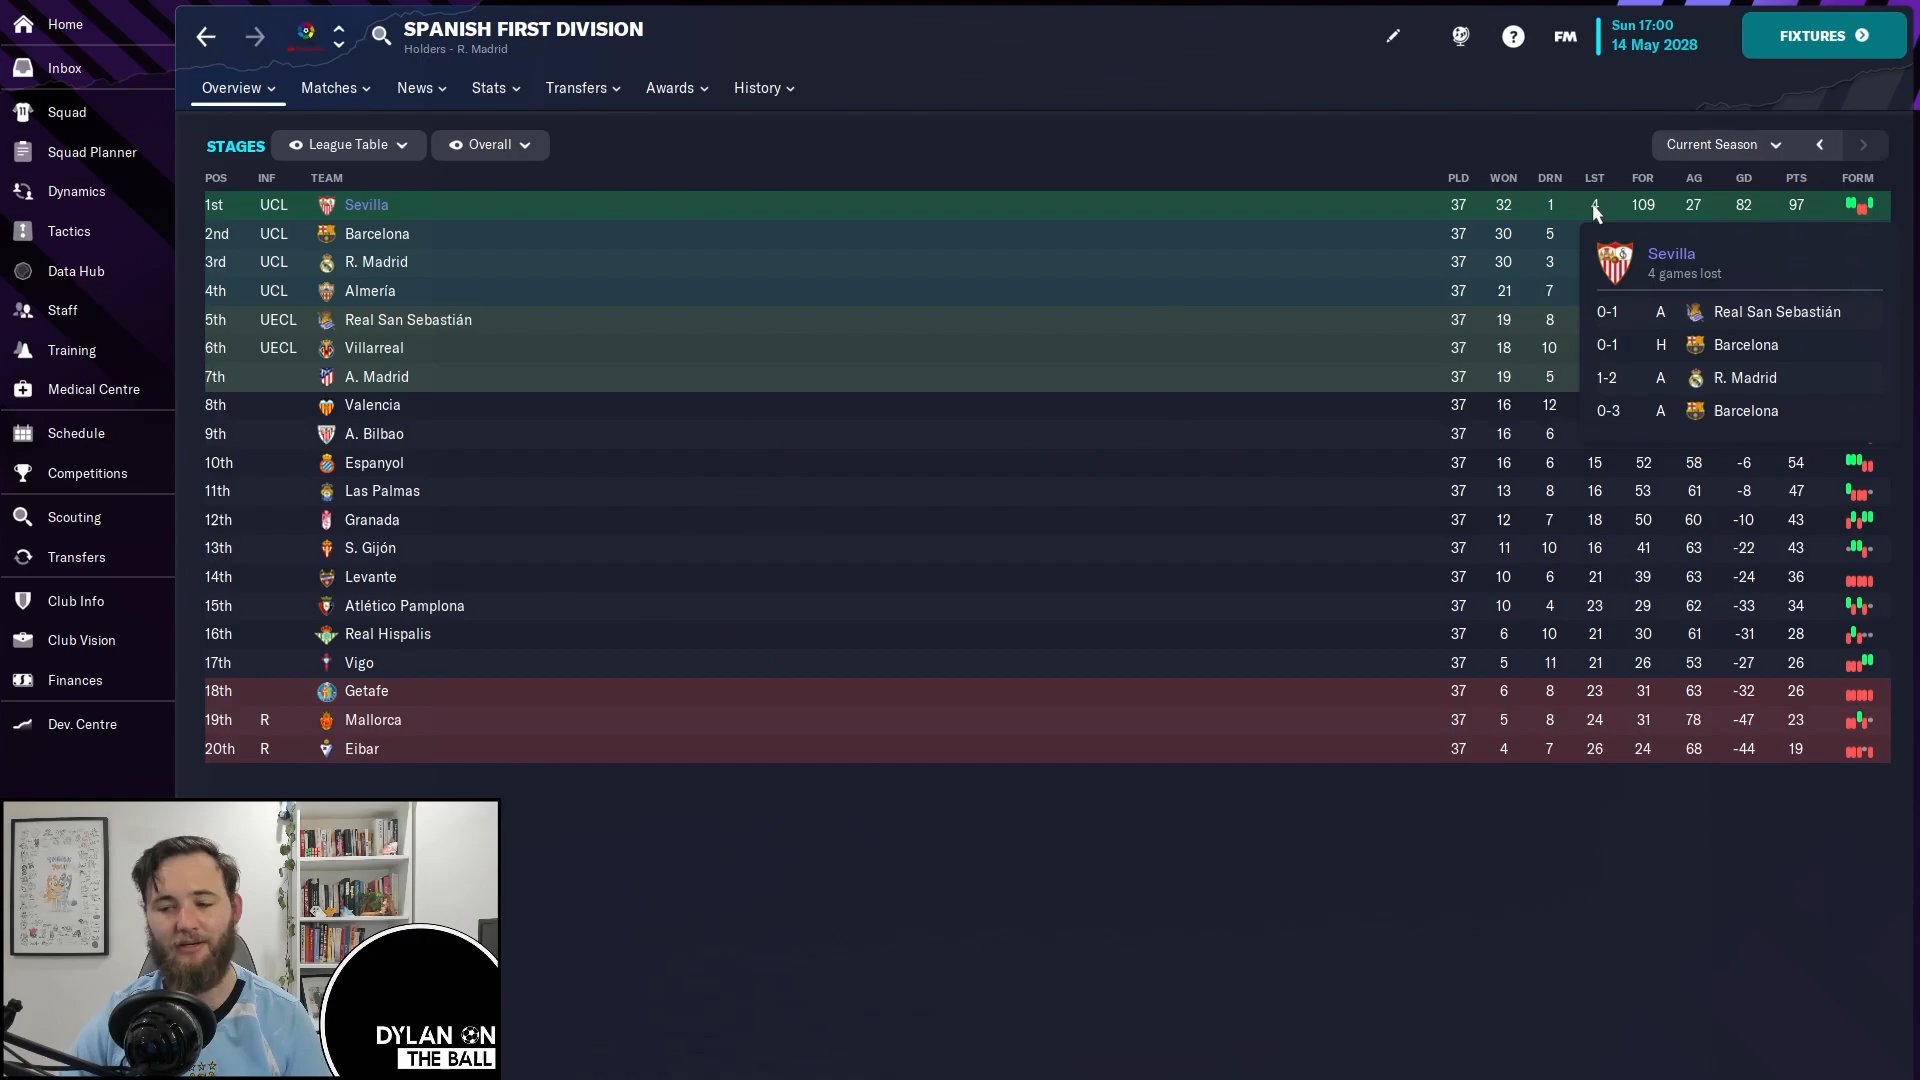 Home
Inbox
Squad
Squad Planner
Dynamics
Tactics
Data Hub
Staff
Training
Medical Centre
Schedule
Competitions
Scouting
Transfers
Club Info
Club Vision
Finances
Dev. Centre
SPANISH FIRST DIVISION
Holders - R. Madrid
FM
Sun 17:00
14 May 2028
FIXTURES
Overview Matches News Stats Transfers Awards History
STAGES League Table Overall Current Season
POS INF TEAM PLD WON DRN LST FOR AG GD PTS FORM
1st UCL Sevilla 37 32 1 4 109 27 82 97
2nd UCL Barcelona 37 30 5
3rd UCL R. Madrid 37 30 3
4th UCL Almería 37 21 7
5th UECL Real San Sebastián 37 19 8
6th UECL Villarreal 37 18 10
7th A. Madrid 37 19 5
8th Valencia 37 16 12
9th A. Bilbao 37 16 6
10th Espanyol 37 16 6 15 52 58 -6 54
11th Las Palmas 37 13 8 16 53 61 -8 47
12th Granada 37 12 7 18 50 60 -10 43
13th S. Gijón 37 11 10 16 41 63 -22 43
14th Levante 37 10 6 21 39 63 -24 36
15th Atlético Pamplona 37 10 4 23 29 62 -33 34
16th Real Hispalis 37 6 10 21 30 61 -31 28
17th Vigo 37 5 11 21 26 53 -27 26
18th Getafe 37 6 8 23 31 63 -32 26
19th R Mallorca 37 5 8 24 31 78 -47 23
20th R Eibar 37 4 7 26 24 68 -44 19
Sevilla
4 games lost
0-1 A Real San Sebastián
0-1 H Barcelona
1-2 A R. Madrid
0-3 A Barcelona
DYLAN ON
THE BALL